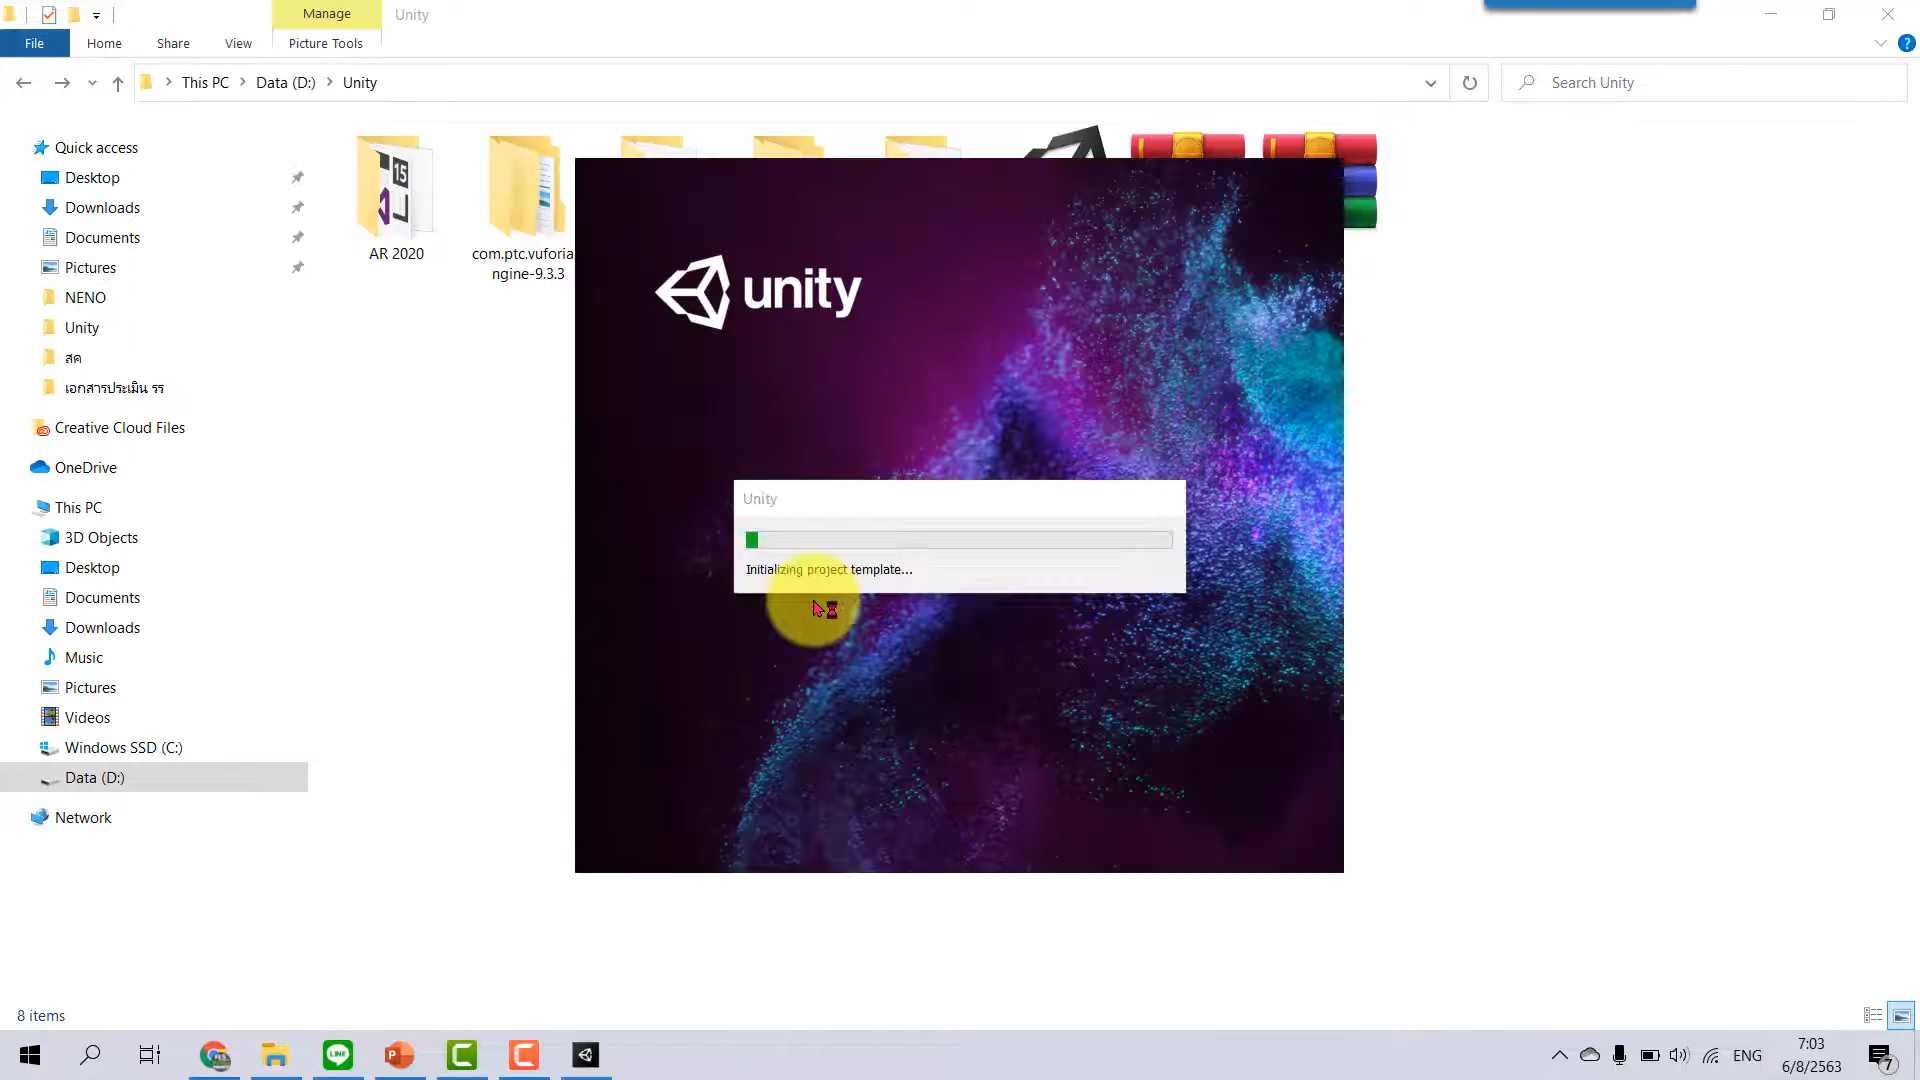 Manage
Unity
File
Home
Share
View
Picture Tools
This PC
Data (D:)
Unity
Search Unity
Quick access
Desktop
Downloads
Documents
Pictures
NENO
Unity
สค
เอกสารประเมิน รร
Creative Cloud Files
OneDrive
This PC
3D Objects
Desktop
Documents
Downloads
Music
Pictures
Videos
Windows SSD (C:)
Data (D:)
Network
15
AR 2020
com.ptc.vuforia
ngine-9.3.3
unity
Unity
Initializing project template...
8 items
LINE
ENG
7:03
6/8/2563
7